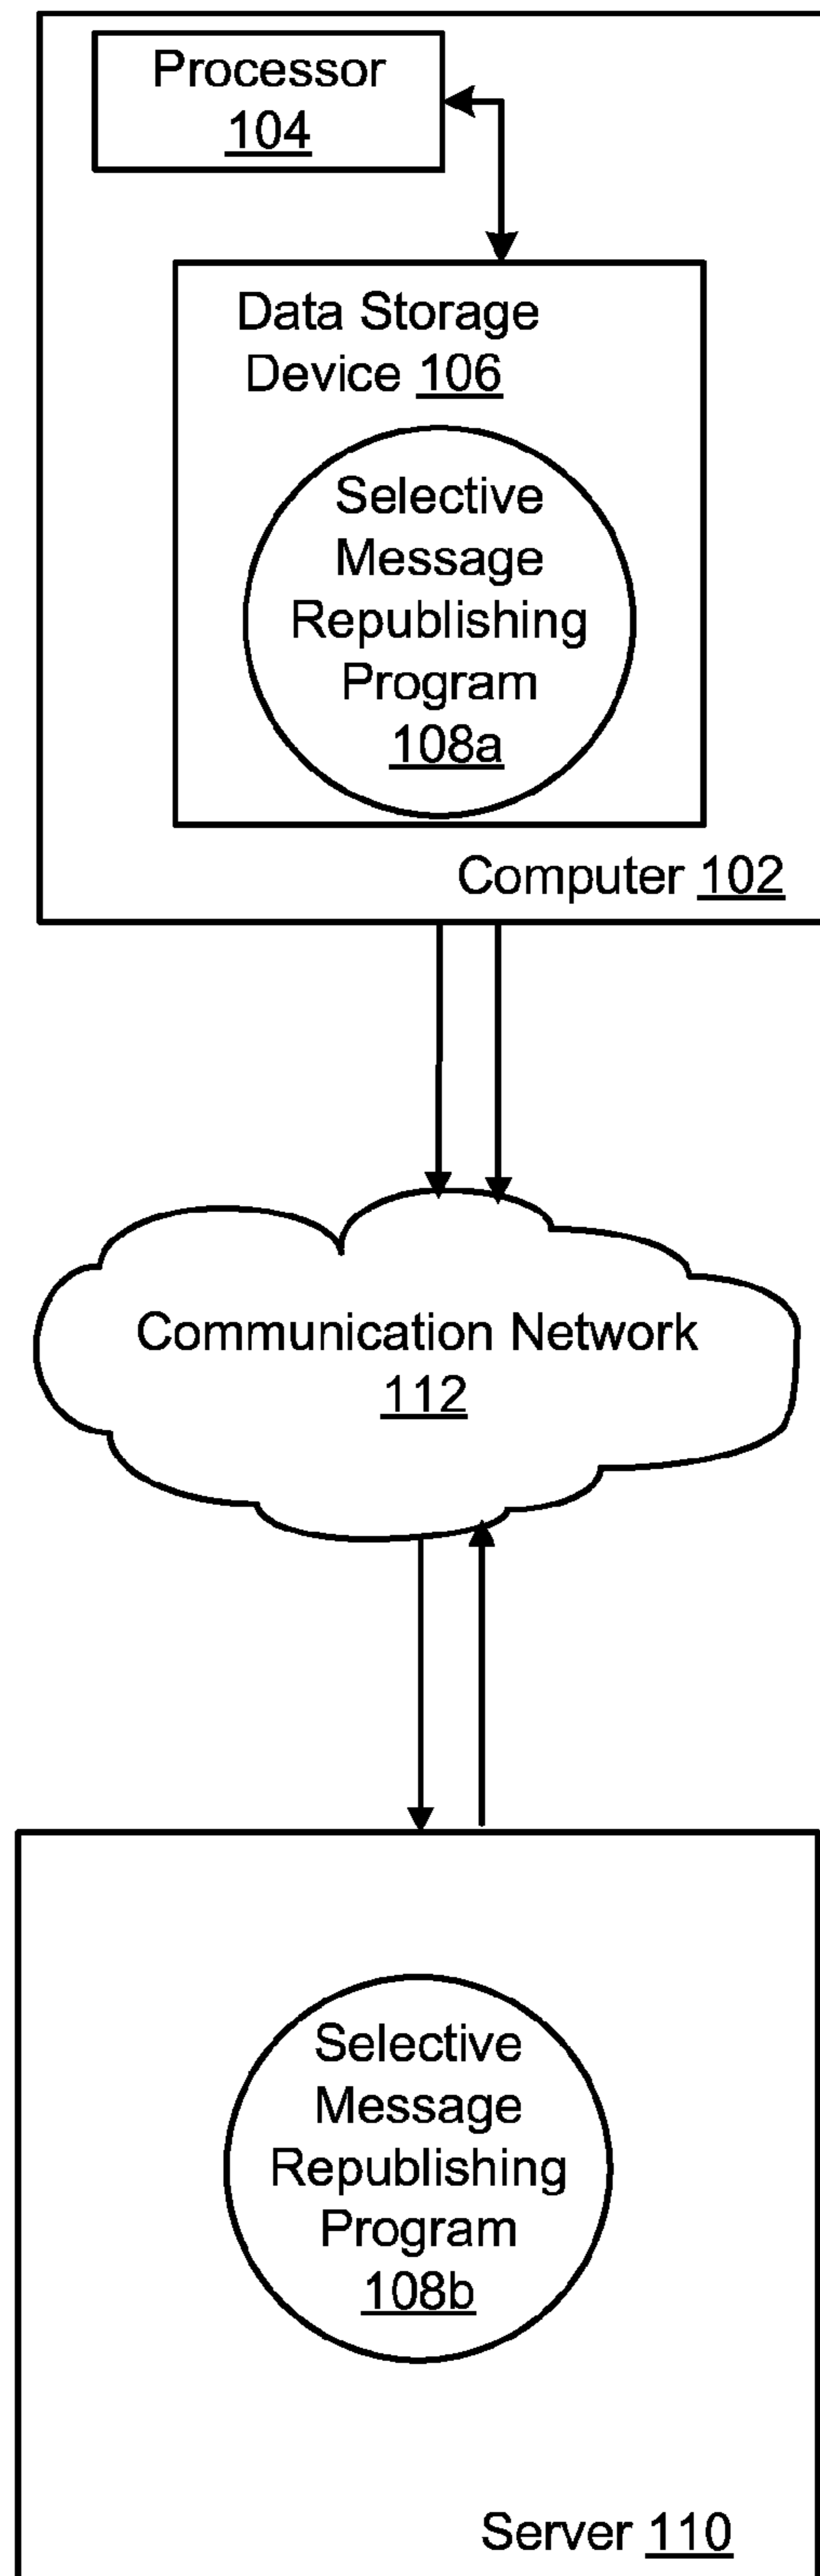 Processor
104
Data Storage
Device 106
Selective
Message
Republishing
Program
108a
Computer 102
Communication Network
112
Selective
Message
Republishing
Program
108b
Server 110